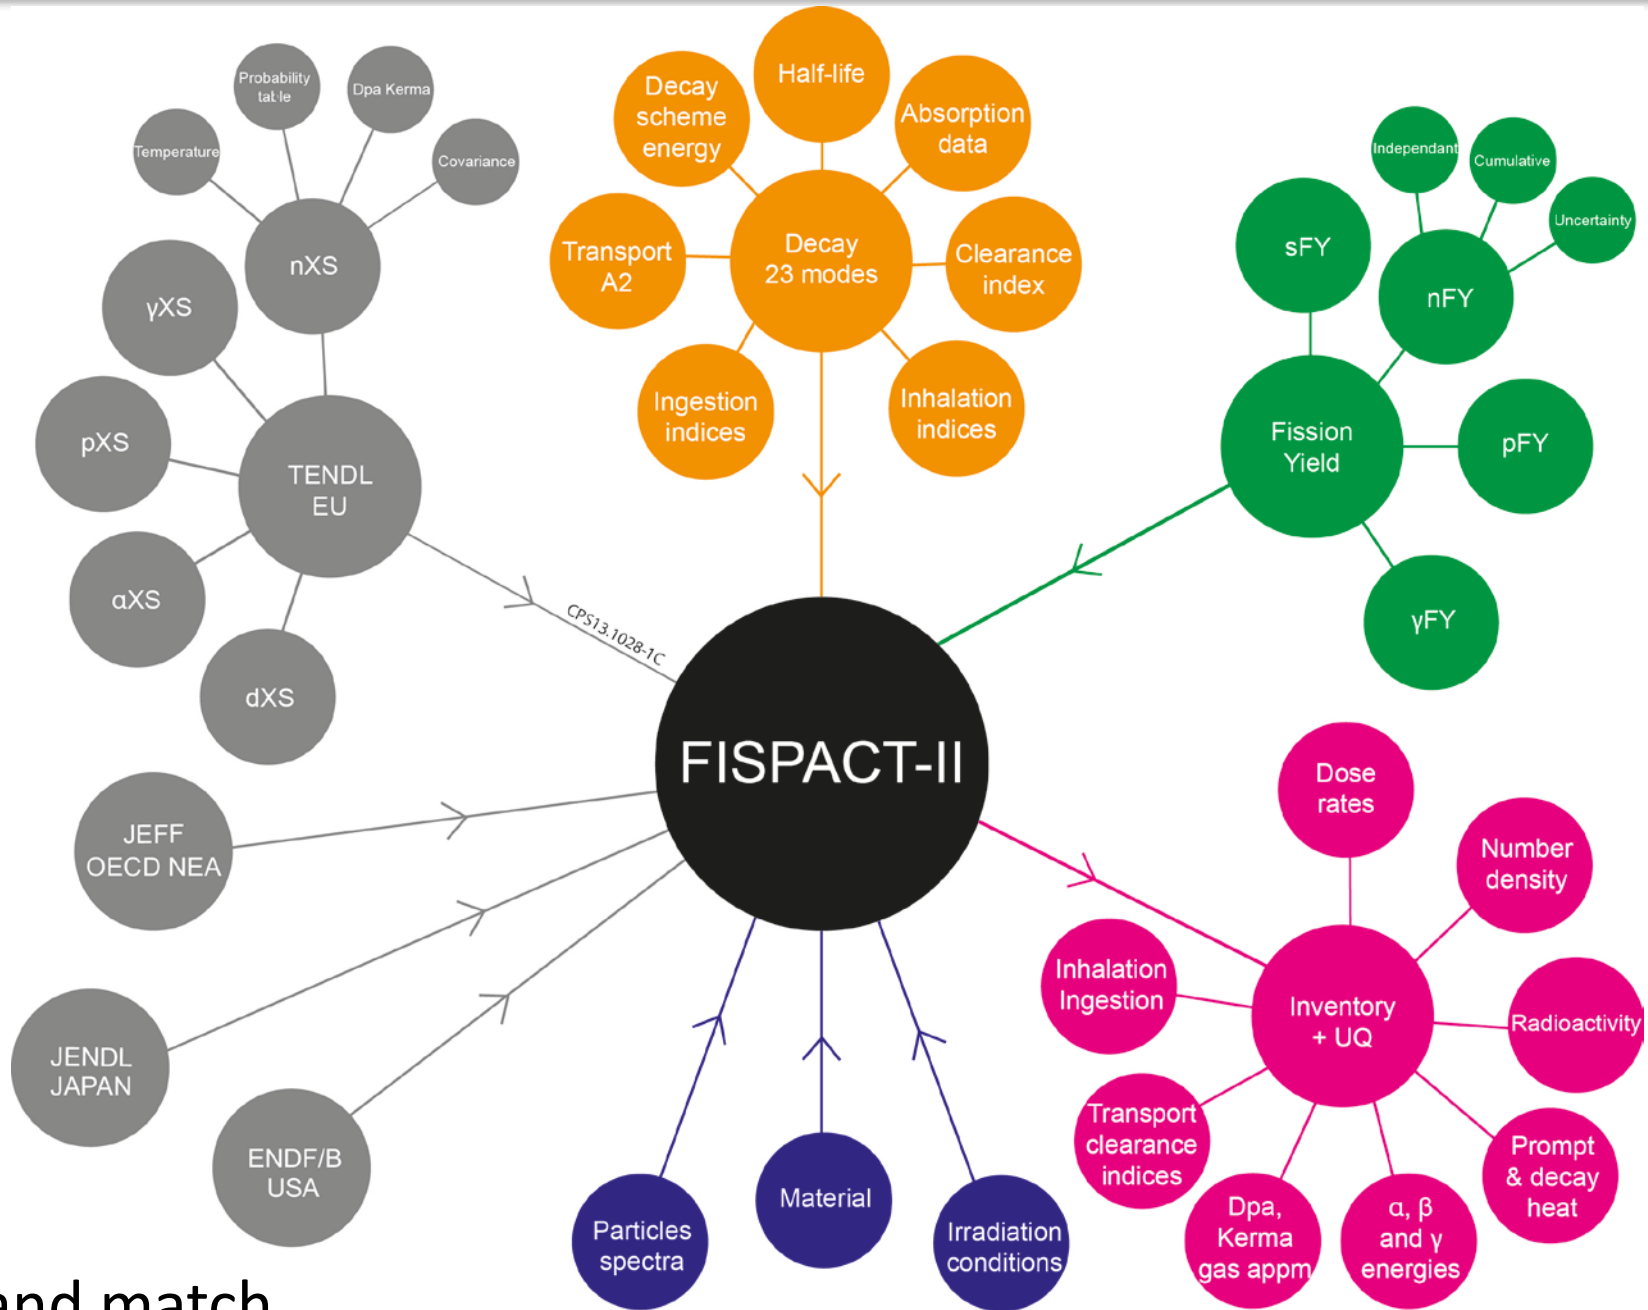 Probability
table
Dpa Kerma
Temperature
Covariance
nXS
γXS
pXS
TENDL
EU
αXS
dXS
CPS13.1028-1C
Half-life
Decay
scheme
energy
Absorption
data
Transport
A2
Decay
23 modes
Clearance
index
Ingestion
indices
Inhalation
indices
Independant
Cumulative
Uncertainty
sFY
nFY
Fission
Yield
pFY
γFY
FISPACT-II
JEFF
OECD NEA
JENDL
JAPAN
ENDF/B
USA
Particles
spectra
Material
Irradiation
conditions
Dose
rates
Number
density
Inhalation
Ingestion
Inventory
+ UQ
Radioactivity
Transport
clearance
indices
Prompt
& decay
heat
Dpa,
Kerma
gas appm
α, β
and γ
energies
and match